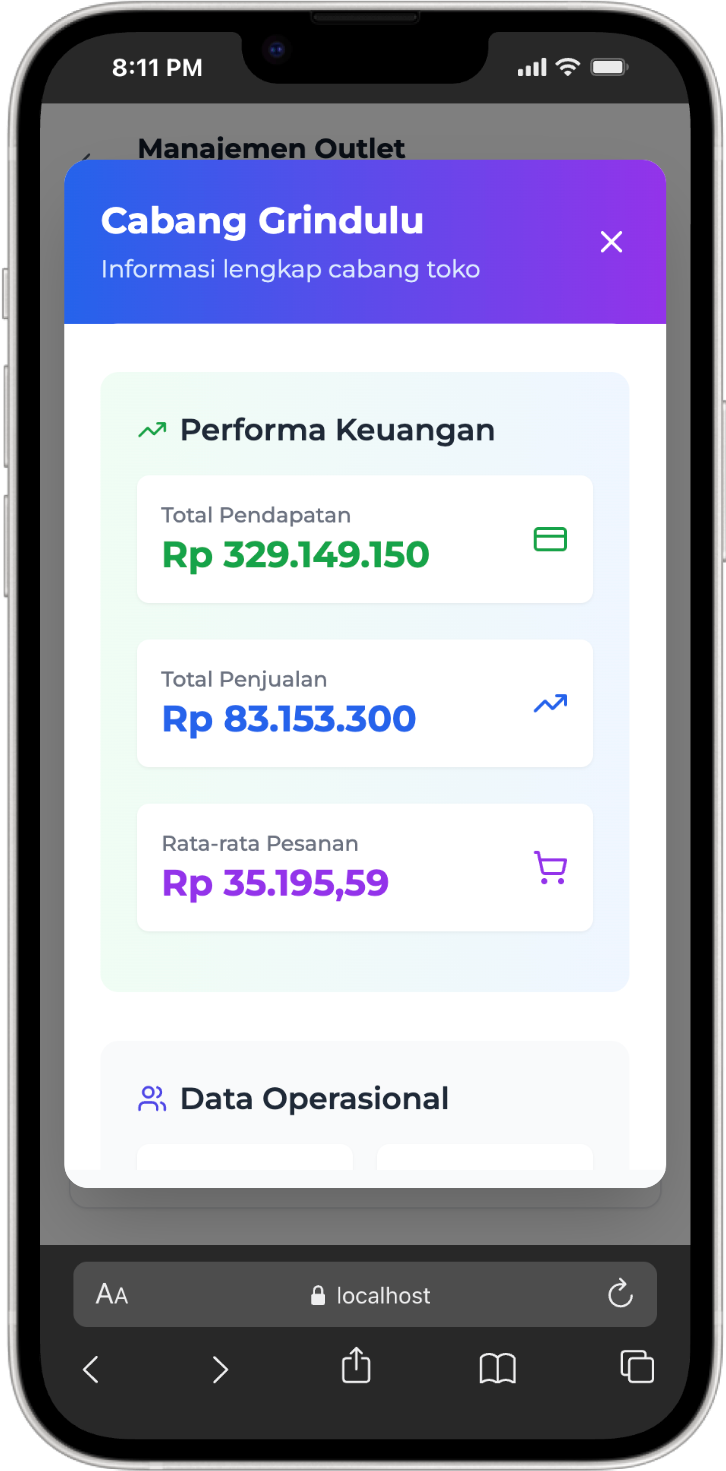 8:11 PM
Manajemen Outlet
Cabang Grindulu
Informasi lengkap cabang toko
Performa Keuangan
Total Pendapatan
Rp 329.149.150
Total Penjualan
Rp 83.153.300
Rata-rata Pesanan
Rp 35.195,59
Data Operasional
AA
localhost